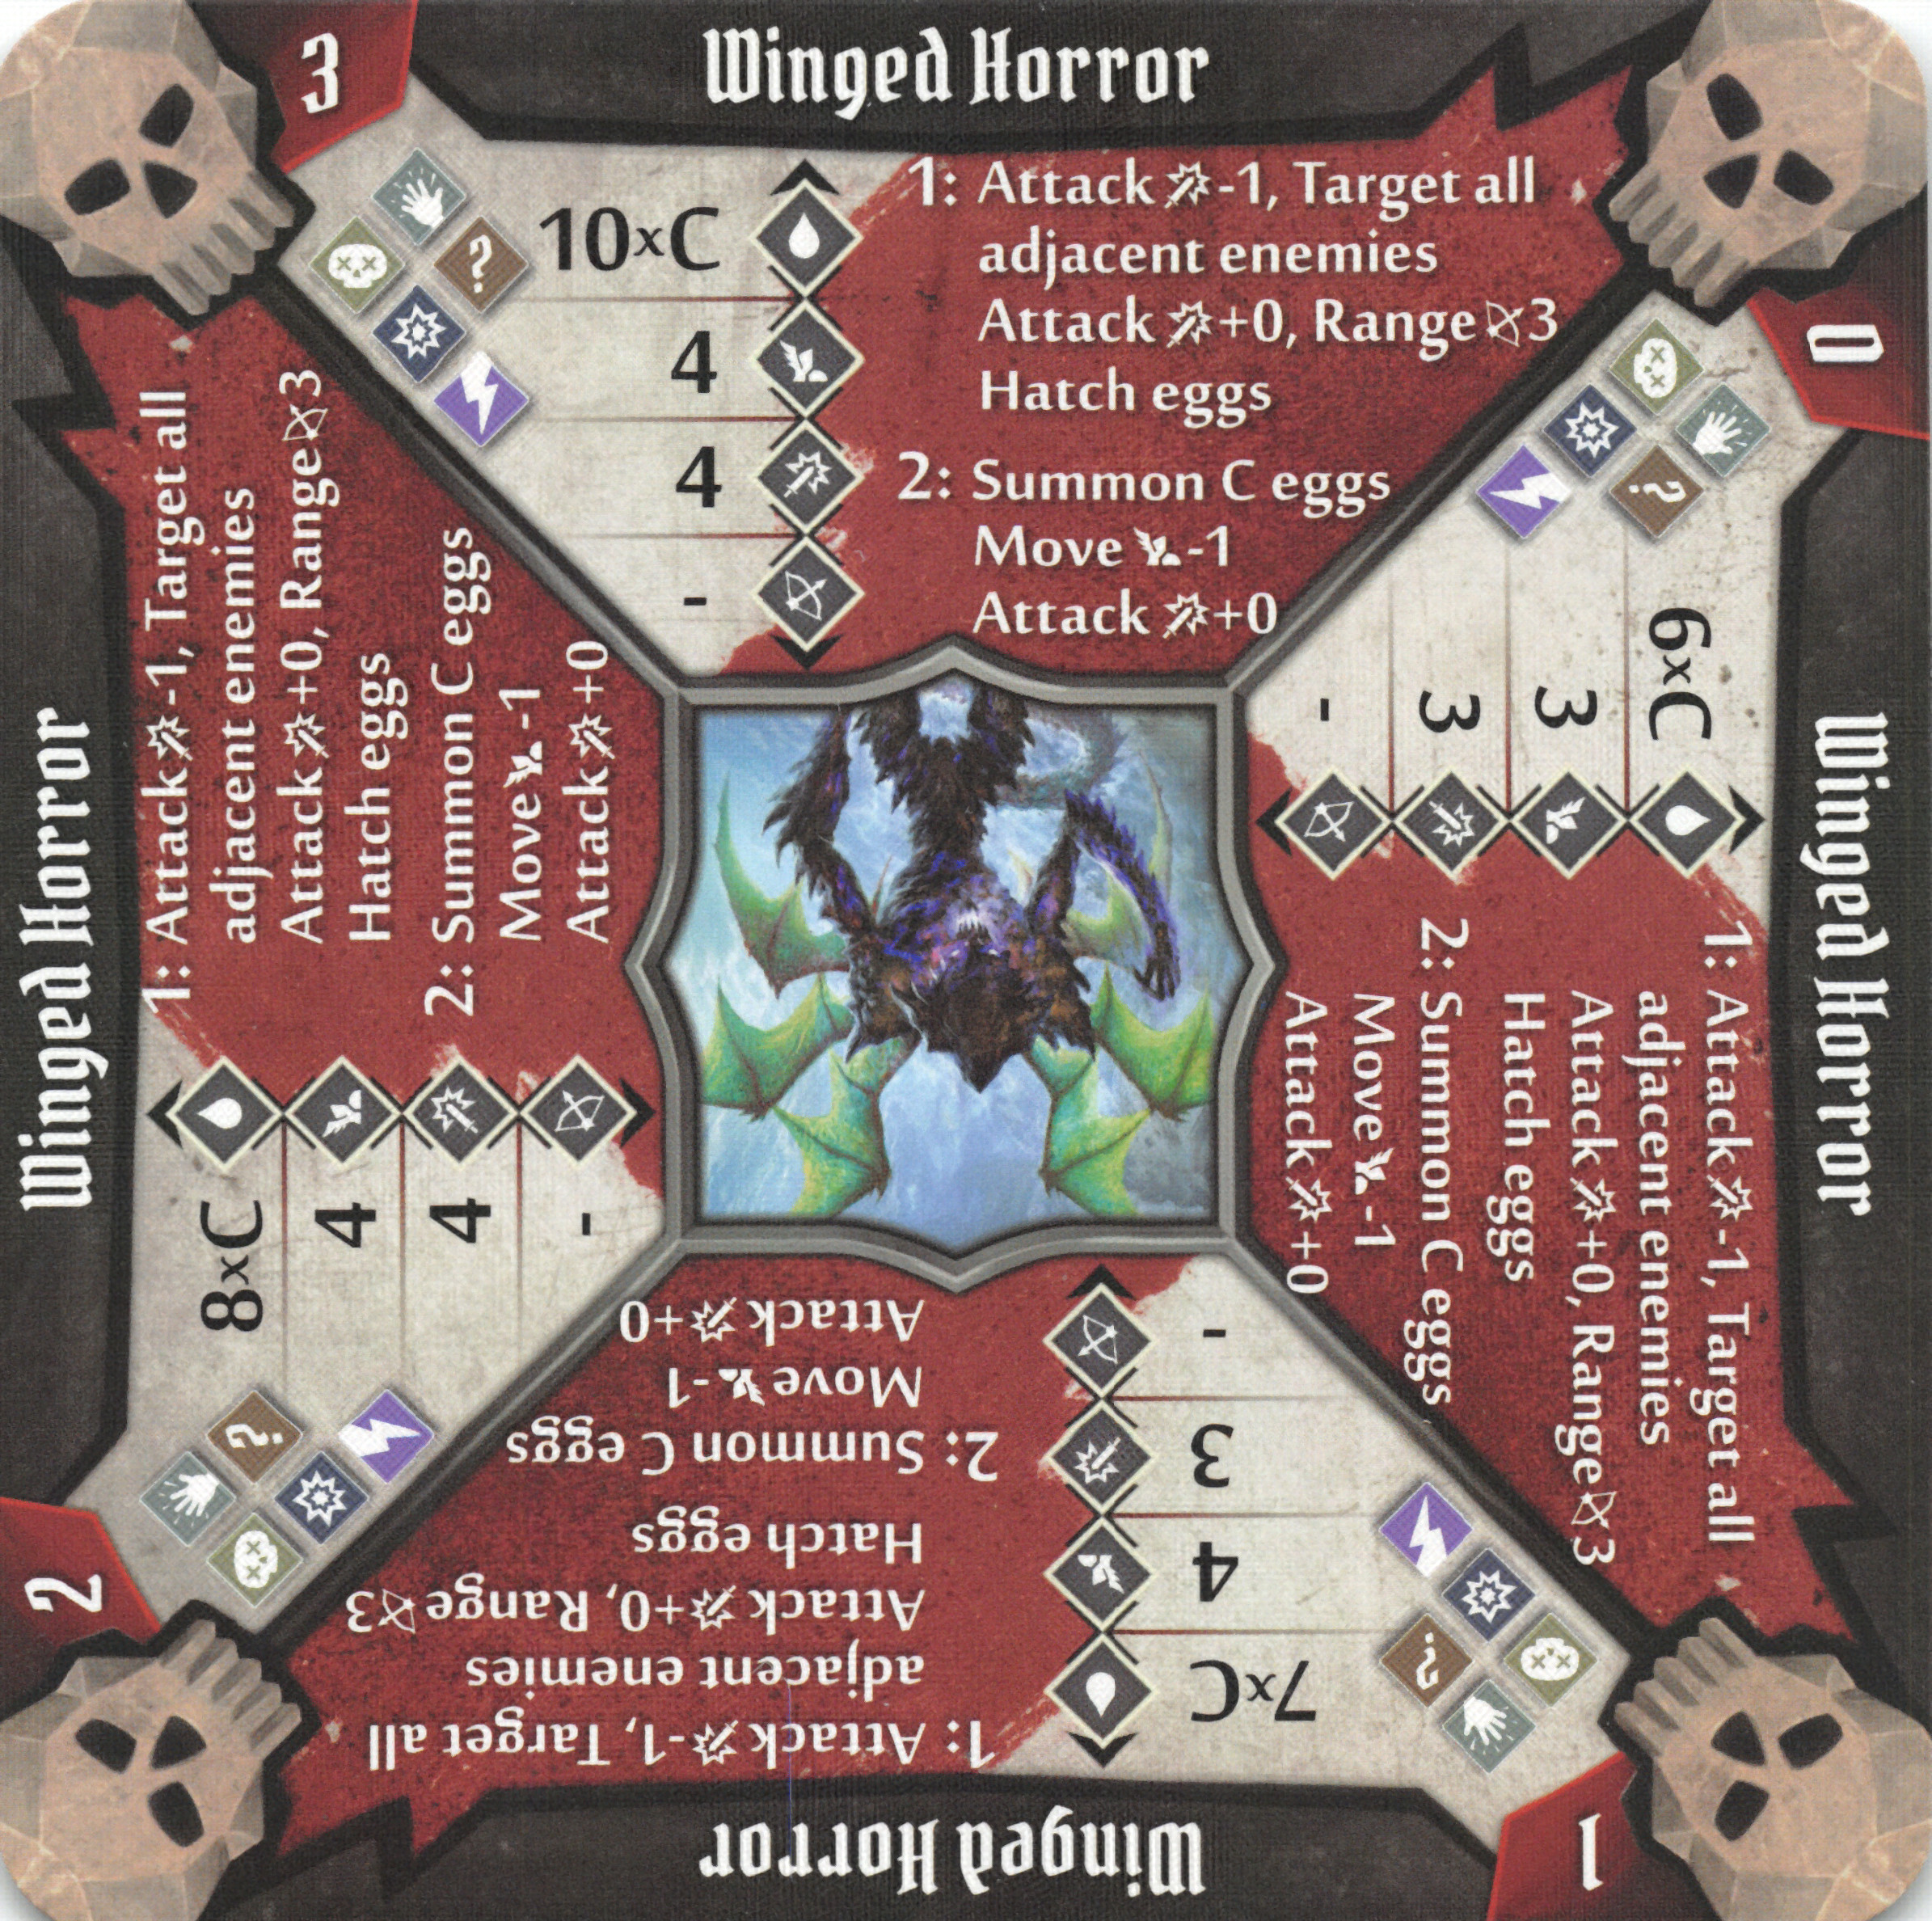 3
Winged Horror
10xC
4
4
-
1: Attack -1, Target all
adjacent enemies
Attack +0, Range 3
Hatch eggs
2: Summon C eggs
Move -1
Attack +0
0
Winged Horror
6xC
3
3
-
1: Attack -1, Target all
adjacent enemies
Attack +0, Range 3
Hatch eggs
2: Summon C eggs
Move -1
Attack +0
1
Winged Horror
7xC
4
3
-
1: Attack -1, Target all
adjacent enemies
Attack +0, Range 3
Hatch eggs
2: Summon C eggs
Move -1
Attack +0
2
Winged Horror
8xC
4
4
-
1: Attack -1, Target all
adjacent enemies
Attack +0, Range 3
Hatch eggs
2: Summon C eggs
Move -1
Attack +0